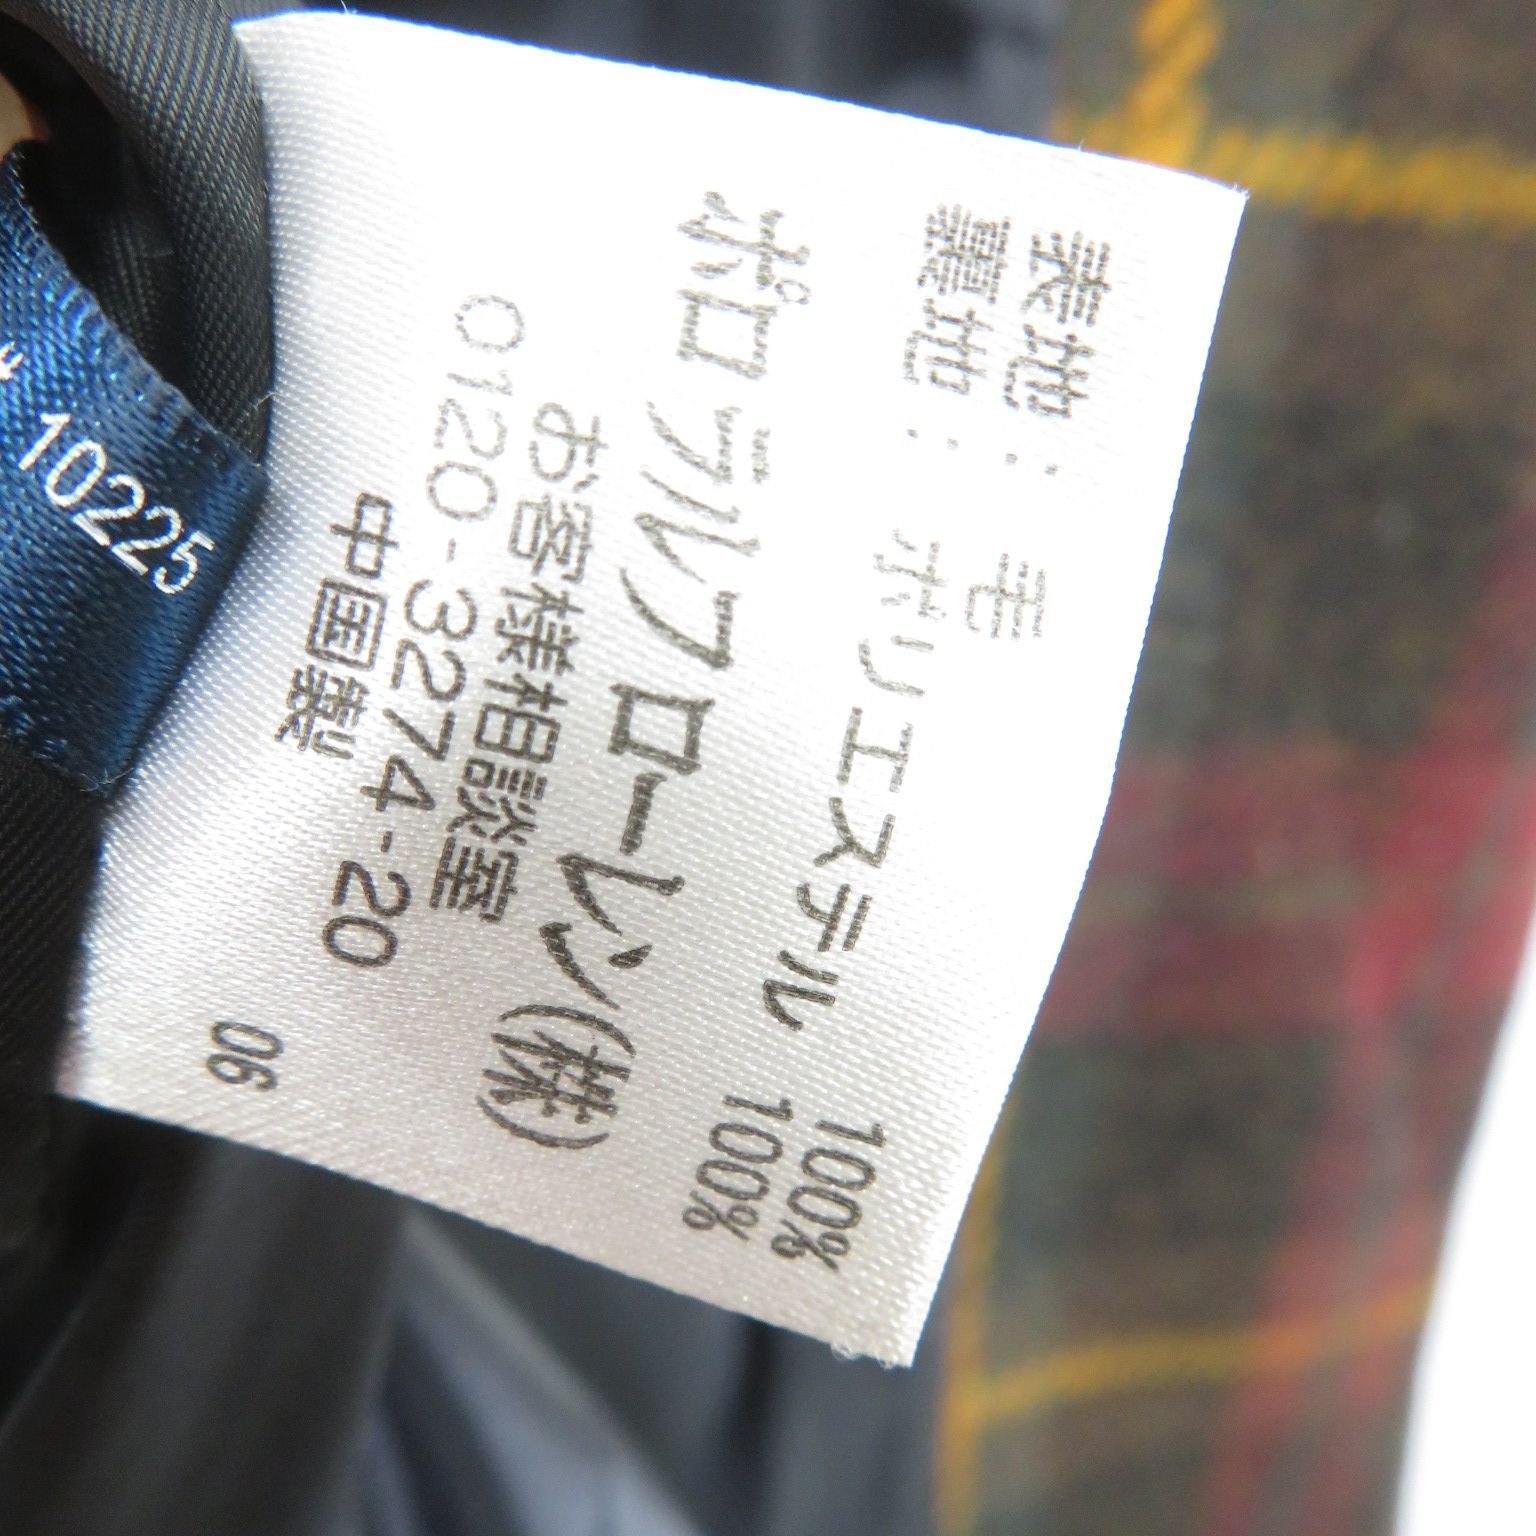 表地: 毛 100%
裏地: ポリエステル 100%
ポロ ラルフ ローレン(株)
お客様相談室
0120-3274-20
中国製
06
10225